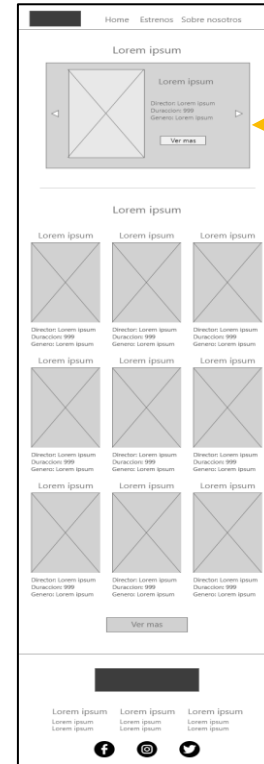 Home Estrenos Sobre nosotros
Lorem ipsum
Lorem ipsum
Director: Lorem ipsum
Duraccion: 999
Genero: Lorem ipsum
Ver mas
Lorem ipsum
Lorem ipsum Lorem ipsum Lorem ipsum
Director: Lorem ipsum Director: Lorem ipsum Director: Lorem ipsum
Duraccion: 999 Duraccion: 999 Duraccion: 999
Genero: Lorem ipsum Genero: Lorem ipsum Genero: Lorem ipsum
Lorem ipsum Lorem ipsum Lorem ipsum
Director: Lorem ipsum Director: Lorem ipsum Director: Lorem ipsum
Duraccion: 999 Duraccion: 999 Duraccion: 999
Genero: Lorem ipsum Genero: Lorem ipsum Genero: Lorem ipsum
Lorem ipsum Lorem ipsum Lorem ipsum
Director: Lorem ipsum Director: Lorem ipsum Director: Lorem ipsum
Duraccion: 999 Duraccion: 999 Duraccion: 999
Genero: Lorem ipsum Genero: Lorem ipsum Genero: Lorem ipsum
Ver mas
Lorem ipsum Lorem ipsum Lorem ipsum
Lorem ipsum Lorem ipsum Lorem ipsum
Lorem ipsum Lorem ipsum Lorem ipsum